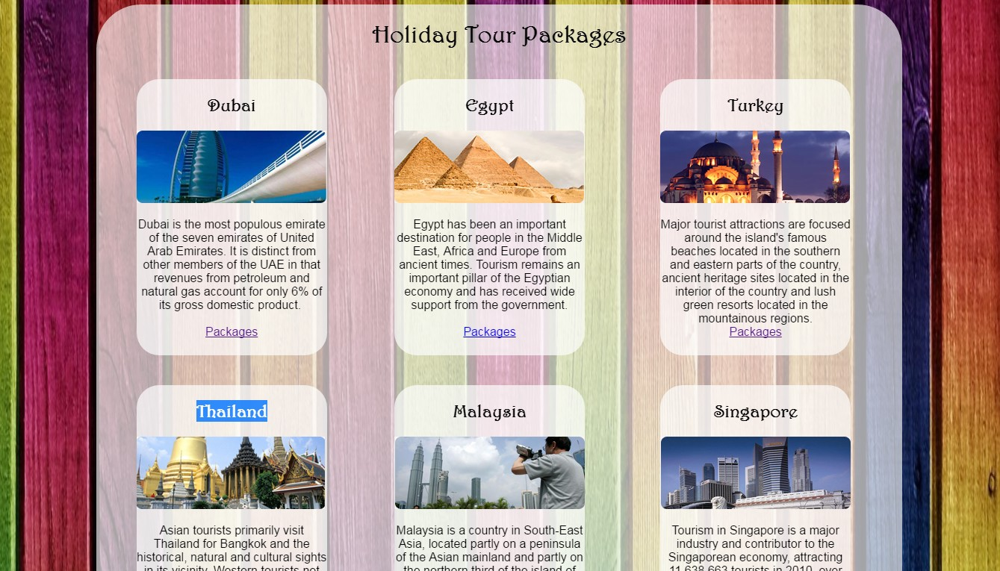 Holiday Tour Packages
Dubai
Dubai is the most populous emirate
of the seven emirates of United
Arab Emirates. It is distinct from
other members of the UAE in that
revenues from petroleum and
natural gas account for only 6% of
its gross domestic product.
Packages
Egypt
Egypt has been an important
destination for people in the Middle
East, Africa and Europe from
ancient times. Tourism remains an
important pillar of the Egyptian
economy and has received wide
support from the government.
Packages
Turkey
Major tourist attractions are focused
around the island's famous
beaches located in the southern
and eastern parts of the country,
ancient heritage sites located in the
interior of the country and lush
green resorts located in the
mountainous regions.
Packages
Thailand
Asian tourists primarily visit
Thailand for Bangkok and the
historical, natural and cultural sights
in its vicinity. Western tourists not
Malaysia
Malaysia is a country in South-East
Asia, located partly on a peninsula
of the Asian mainland and partly on
the northern third of the island of
Singapore
Tourism in Singapore is a major
industry and contributor to the
Singaporean economy, attracting
11,638,663 tourists in 2010, over